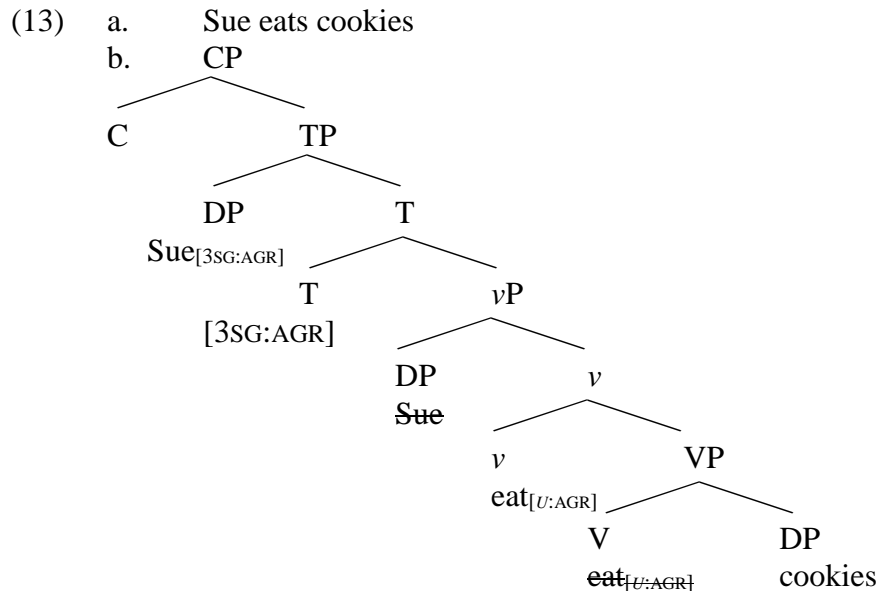 (13) a. Sue eats cookies
b. CP
C TP
DP T
Sue[3SG:AGR]
T vP
[3SG:AGR]
DP v
Sue
v VP
eat[U:AGR]
V DP
eat[U:AGR] cookies